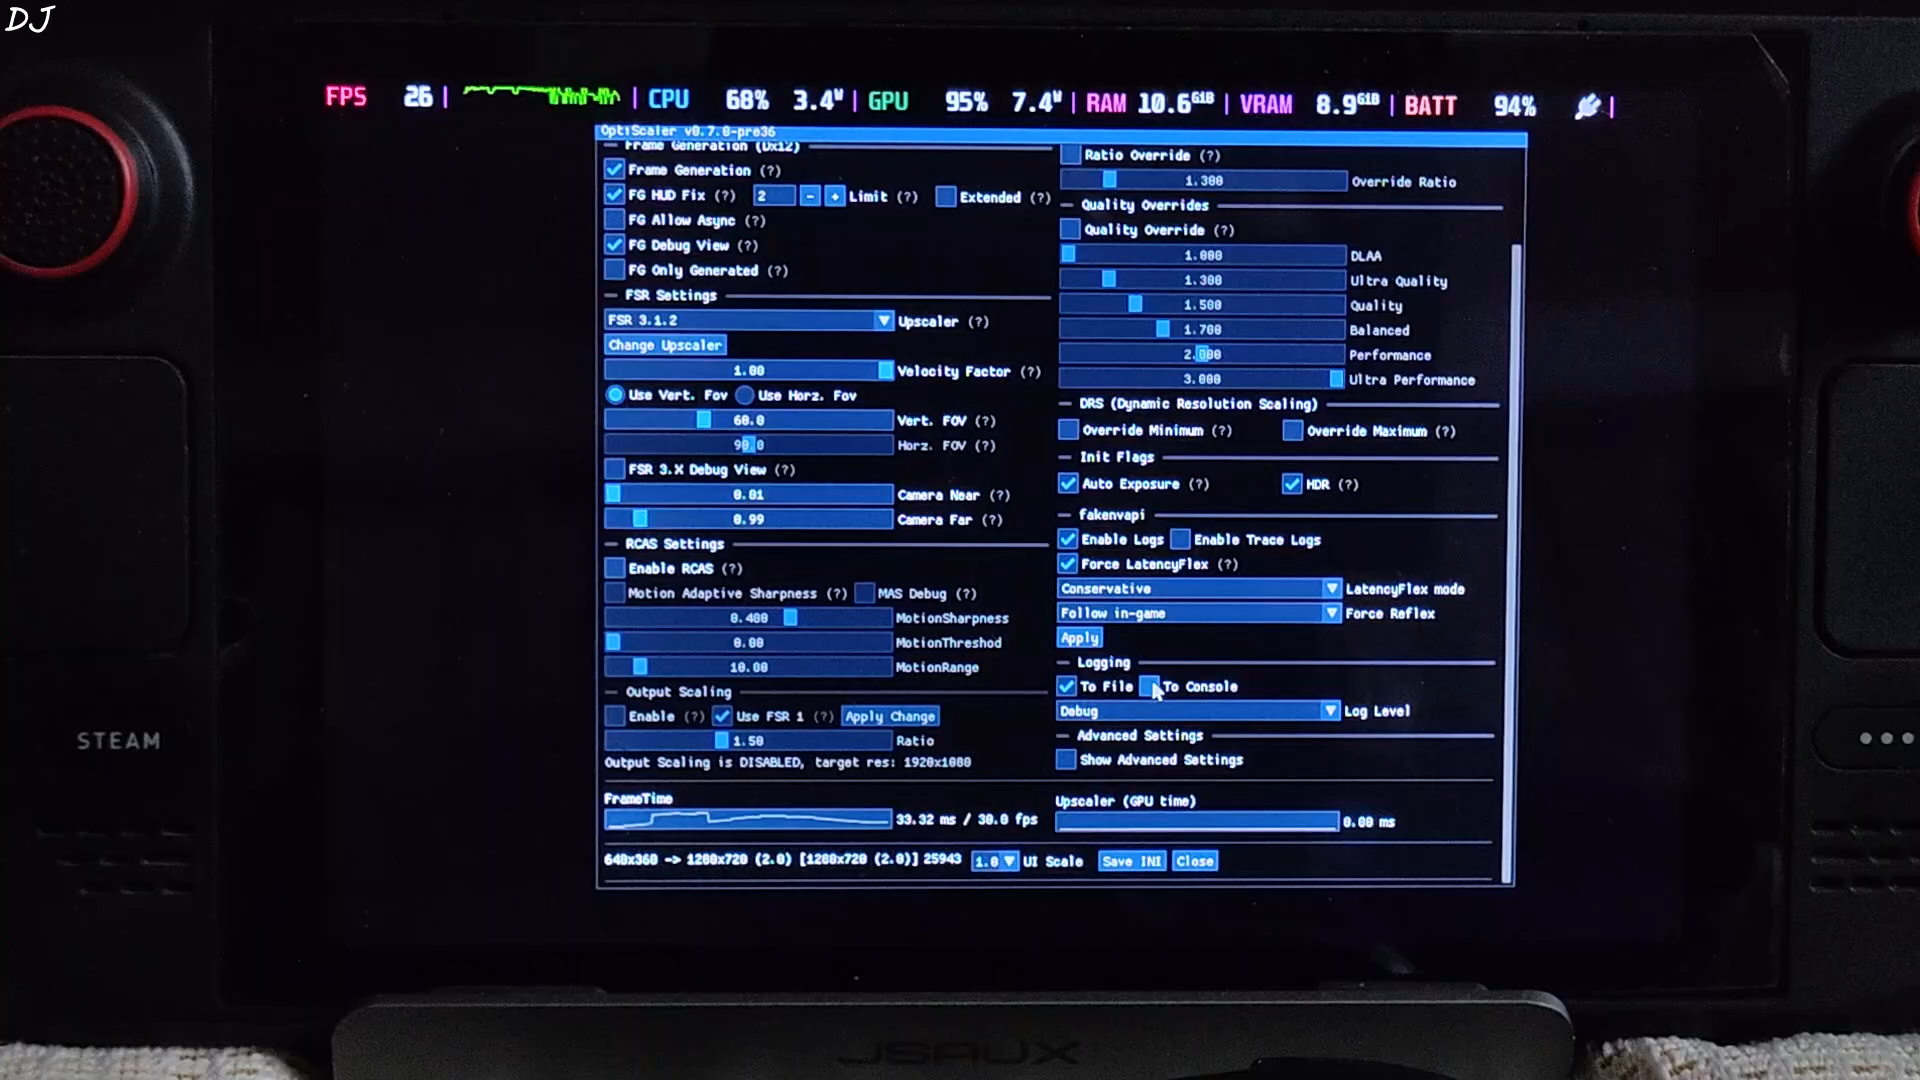 DJ
FPS 26 | | CPU 68% 3.4W | GPU 95% 7.4W | RAM 10.6GiB | VRAM 8.9GiB | BATT 94% |
OptiScaler v0.7.0-pre36
Frame Generation (Dx12)
Frame Generation (?)
FG HUD Fix (?) 2 - + Limit (?) Extended (?)
FG Allow Async (?)
FG Debug View (?)
FG Only Generated (?)
FSR Settings
FSR 3.1.2 Upscaler (?)
Change Upscaler
1.00 Velocity Factor (?)
Use Vert. Fov Use Horz. Fov
60.0 Vert. FOV (?)
90.0 Horz. FOV (?)
FSR 3.X Debug View (?)
0.01 Camera Near (?)
0.99 Camera Far (?)
RCAS Settings
Enable RCAS (?)
Motion Adaptive Sharpness (?) MAS Debug (?)
0.400 MotionSharpness
0.00 MotionThreshod
10.00 MotionRange
Output Scaling
Enable (?) Use FSR 1 (?) Apply Change
1.50 Ratio
Output Scaling is DISABLED, target res: 1920x1080
Ratio Override (?)
1.300 Override Ratio
Quality Overrides
Quality Override (?)
1.000 DLAA
1.300 Ultra Quality
1.500 Quality
1.700 Balanced
2.000 Performance
3.000 Ultra Performance
DRS (Dynamic Resolution Scaling)
Override Minimum (?) Override Maximum (?)
Init Flags
Auto Exposure (?) HDR (?)
fakenvapi
Enable Logs Enable Trace Logs
Force LatencyFlex (?)
Conservative LatencyFlex mode
Follow in-game Force Reflex
Apply
Logging
To File To Console
Debug Log Level
Advanced Settings
Show Advanced Settings
FrameTime
33.32 ms / 30.0 fps
Upscaler (GPU time)
0.00 ms
640x360 -> 1280x720 (2.0) [1280x720 (2.0)] 25943 1.0 UI Scale Save INI Close
STEAM
JSAUX